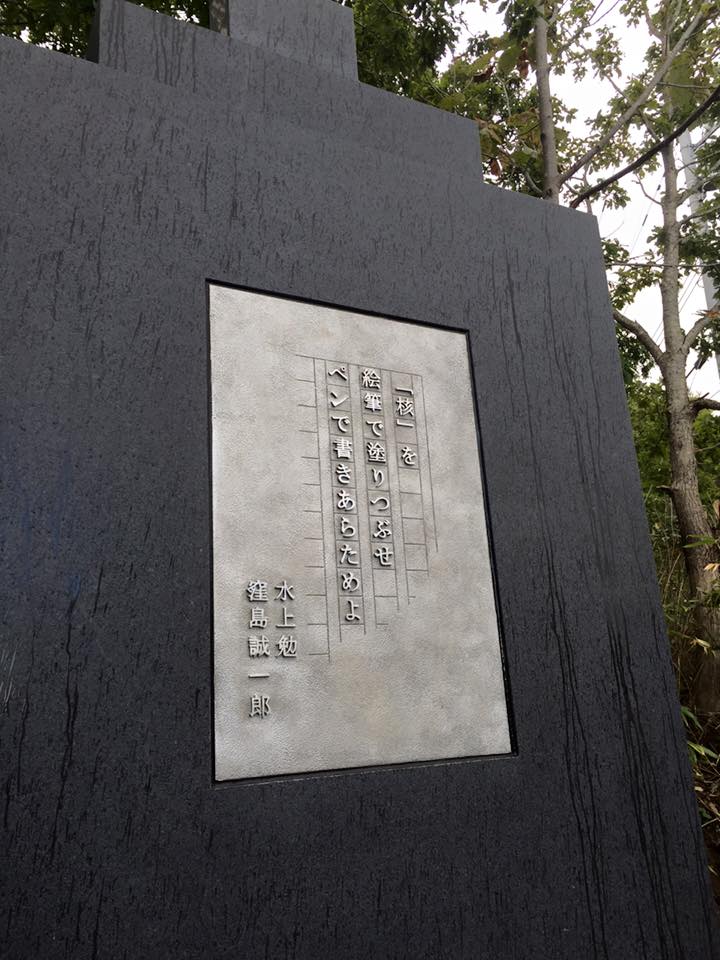 「核」を
絵筆で塗りつぶせ
ペンで書きあらためよ
水上勉
窪島誠一郎